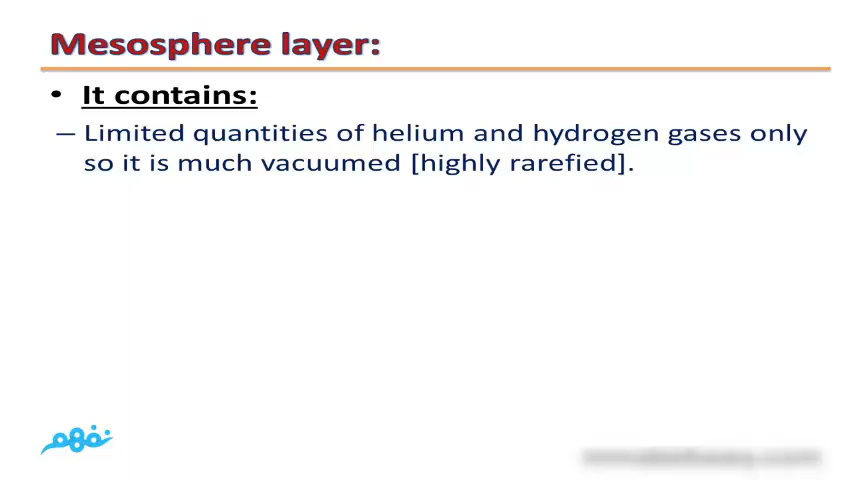 Mesosphere layer:
• It contains:
– Limited quantities of helium and hydrogen gases only
so it is much vacuumed [highly rarefied].
نفهم